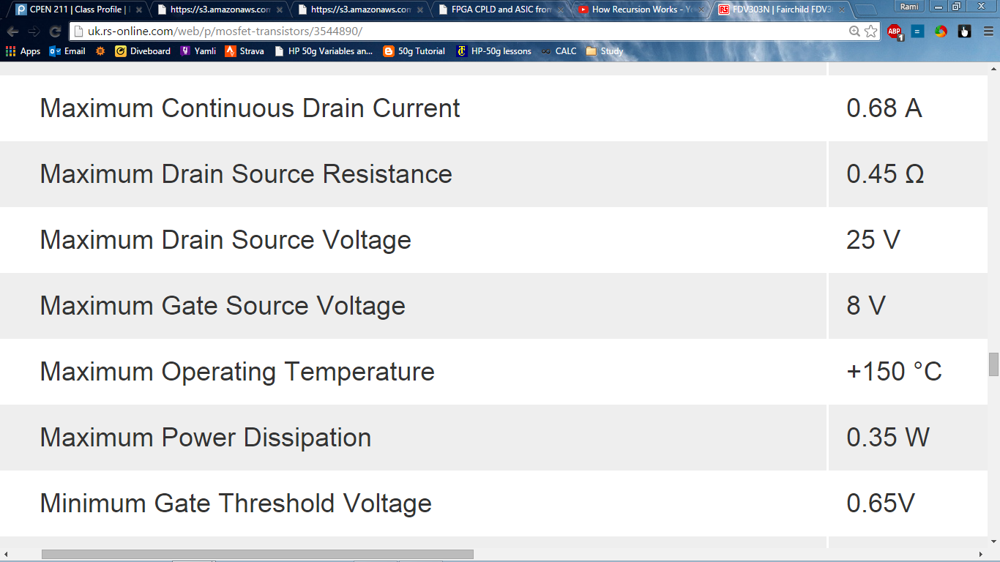 CPEN 211 | Class Profile |
https://s3.amazonaws.com
https://s3.amazonaws.com
FPGA CPLD and ASIC from
How Recursion Works - Yo
FDV303N | Fairchild FDV3
Rami
uk.rs-online.com/web/p/mosfet-transistors/3544890/
ABP
1
Apps
Email
Diveboard
Yamli
Strava
HP 50g Variables an...
50g Tutorial
HP-50g lessons
CALC
Study
Maximum Continuous Drain Current 0.68 A
Maximum Drain Source Resistance 0.45 Ω
Maximum Drain Source Voltage 25 V
Maximum Gate Source Voltage 8 V
Maximum Operating Temperature +150 °C
Maximum Power Dissipation 0.35 W
Minimum Gate Threshold Voltage 0.65V